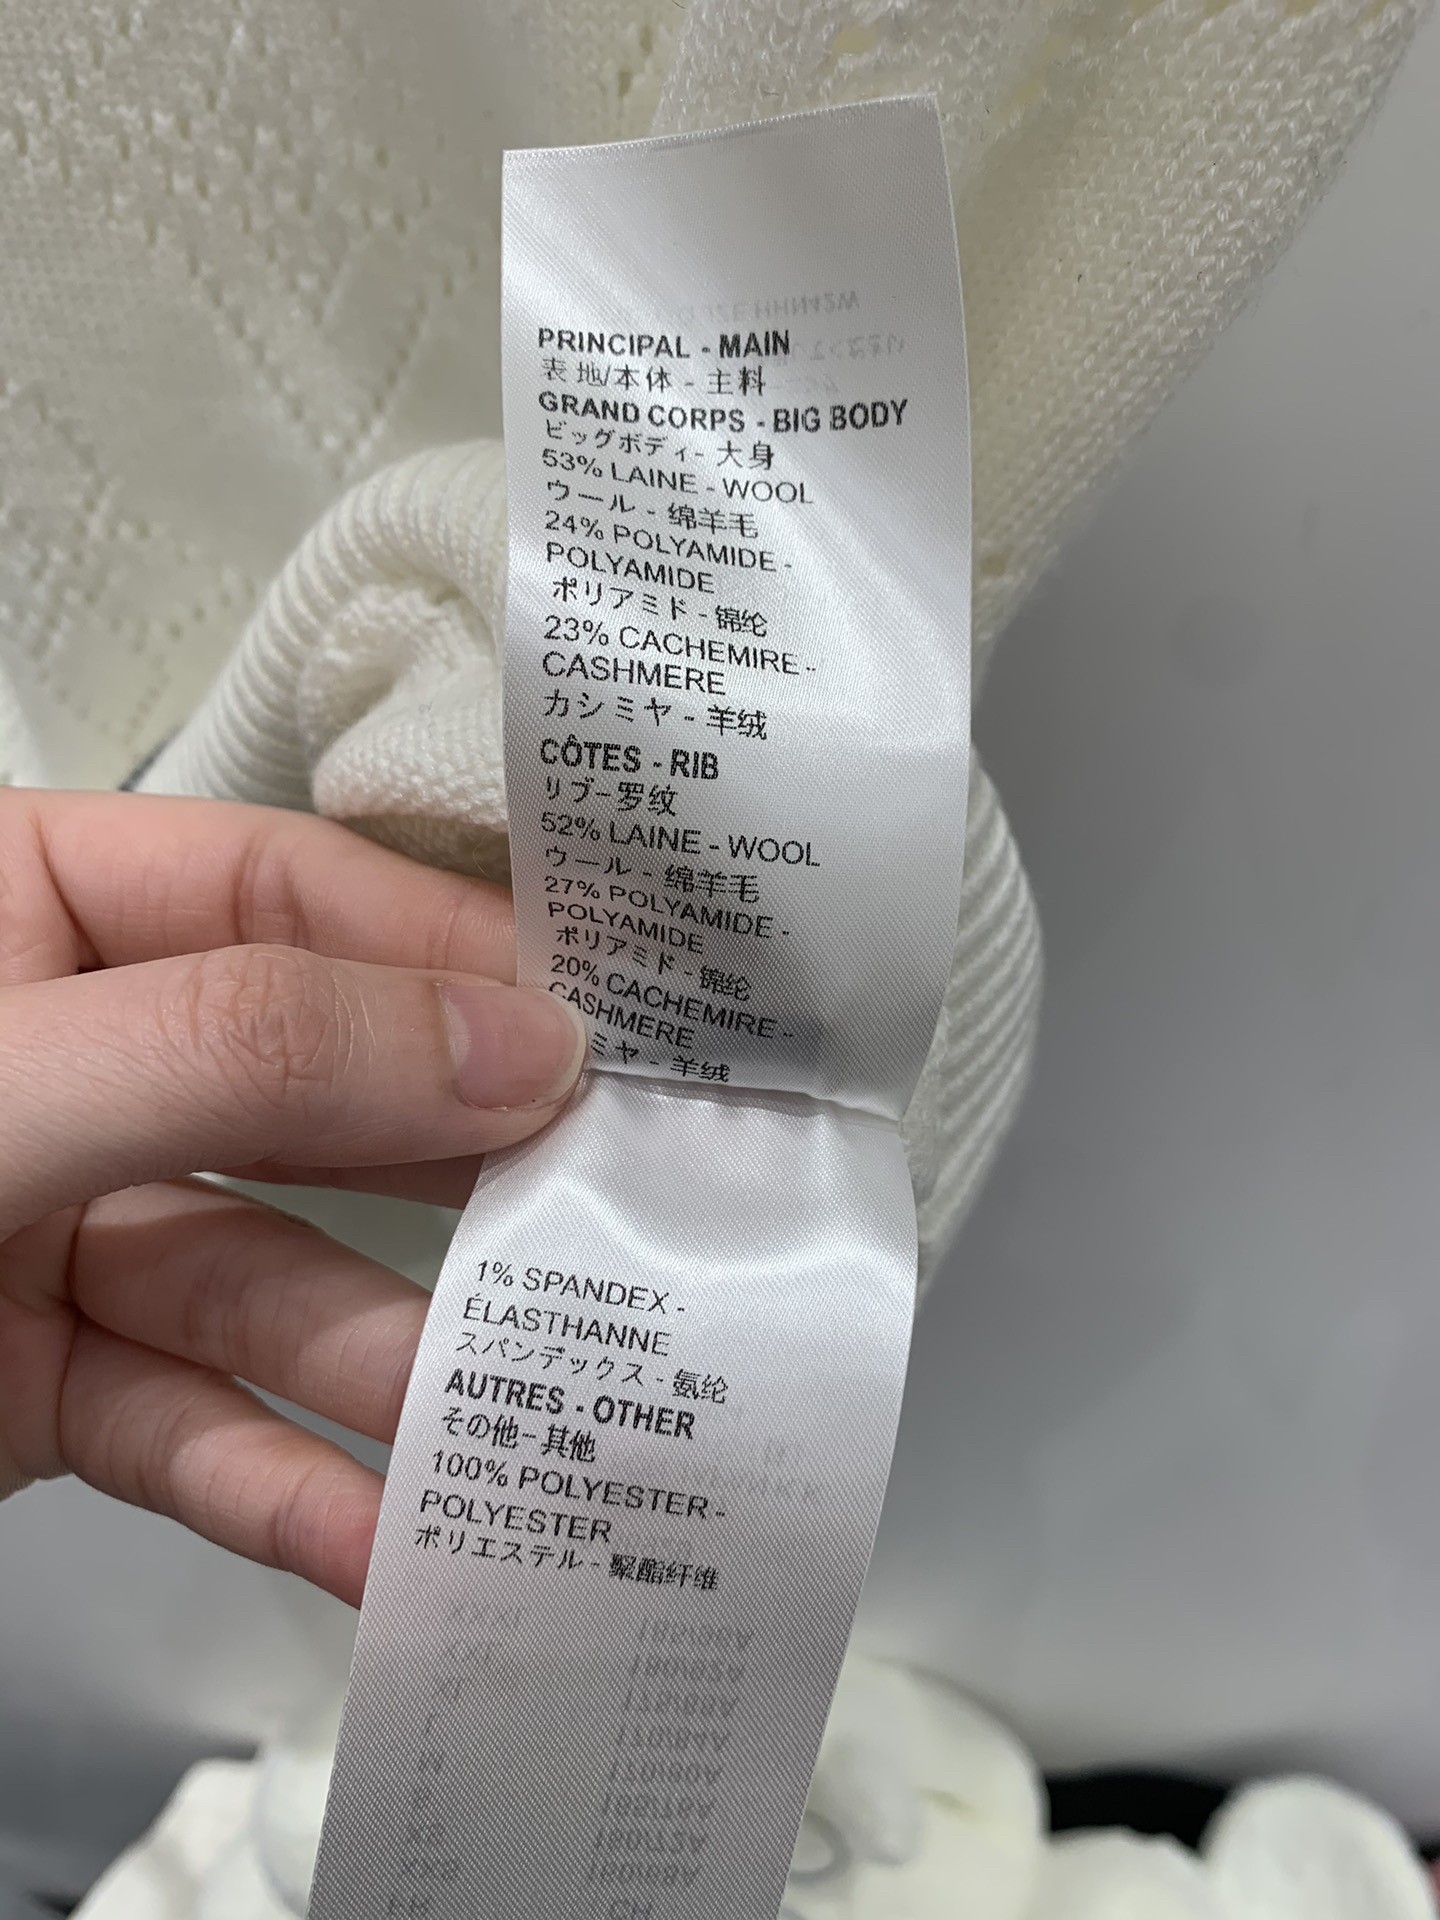 PRINCIPAL - MAIN
表 地/本体 - 主料
GRAND CORPS - BIG BODY
ビッグボディ- 大身
53% LAINE - WOOL
ウール - 绵羊毛
24% POLYAMIDE -
POLYAMIDE
ポリアミド - 锦纶
23% CACHEMIRE -
CASHMERE
カシミヤ - 羊绒
CÔTES - RIB
リブ-罗纹
52% LAINE - WOOL
ウール - 绵羊毛
27% POLYAMIDE -
POLYAMIDE
ポリアミド - 锦纶
20% CACHEMIRE -
CASHMERE
ミヤ - 羊绒
1% SPANDEX -
ÉLASTHANNE
スパンデックス - 氨纶
AUTRES - OTHER
その他-其他
100% POLYESTER -
POLYESTER
ポリエステル - 聚酯纤维